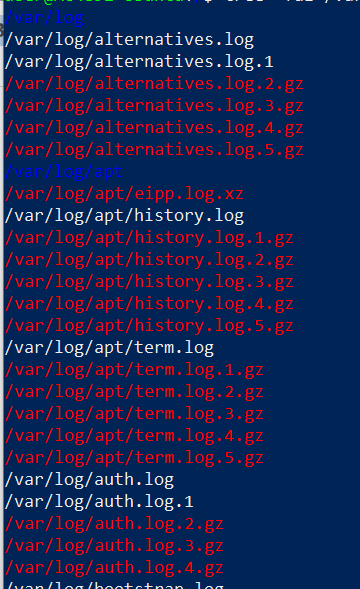 /var/log
/var/log/alternatives.log
/var/log/alternatives.log.1
/var/log/alternatives.log.2.gz
/var/log/alternatives.log.3.gz
/var/log/alternatives.log.4.gz
/var/log/alternatives.log.5.gz
/var/log/apt
/var/log/apt/eipp.log.xz
/var/log/apt/history.log
/var/log/apt/history.log.1.gz
/var/log/apt/history.log.2.gz
/var/log/apt/history.log.3.gz
/var/log/apt/history.log.4.gz
/var/log/apt/history.log.5.gz
/var/log/apt/term.log
/var/log/apt/term.log.1.gz
/var/log/apt/term.log.2.gz
/var/log/apt/term.log.3.gz
/var/log/apt/term.log.4.gz
/var/log/apt/term.log.5.gz
/var/log/auth.log
/var/log/auth.log.1
/var/log/auth.log.2.gz
/var/log/auth.log.3.gz
/var/log/auth.log.4.gz
/var/log/bootstrap.log